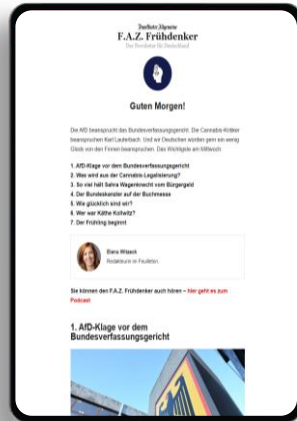 Frankfurter Allgemeine
F.A.Z. Frühdenker
Der Newsletter für Deutschland
Guten Morgen!
Die AfD beansprucht das Bundesverfassungsgericht. Die Cannabis-Kritiker
beanspruchen Karl Lauterbach. Und wir Deutschen würden gern ein wenig
Glück von den Finnen beanspruchen. Das Wichtigste am Mittwoch.
1. AfD-Klage vor dem Bundesverfassungsgericht
2. Was wird aus der Cannabis-Legalisierung?
3. So viel hält Sahra Wagenknecht vom Bürgergeld
4. Der Bundeskanzler auf der Buchmesse
5. Wie glücklich sind wir?
6. Wer war Käthe Kollwitz?
7. Der Frühling beginnt
Elena Witzeck
Redakteurin im Feuilleton
Sie können den F.A.Z. Frühdenker auch hören – hier geht es zum
Podcast
1. AfD-Klage vor dem
Bundesverfassungsgericht